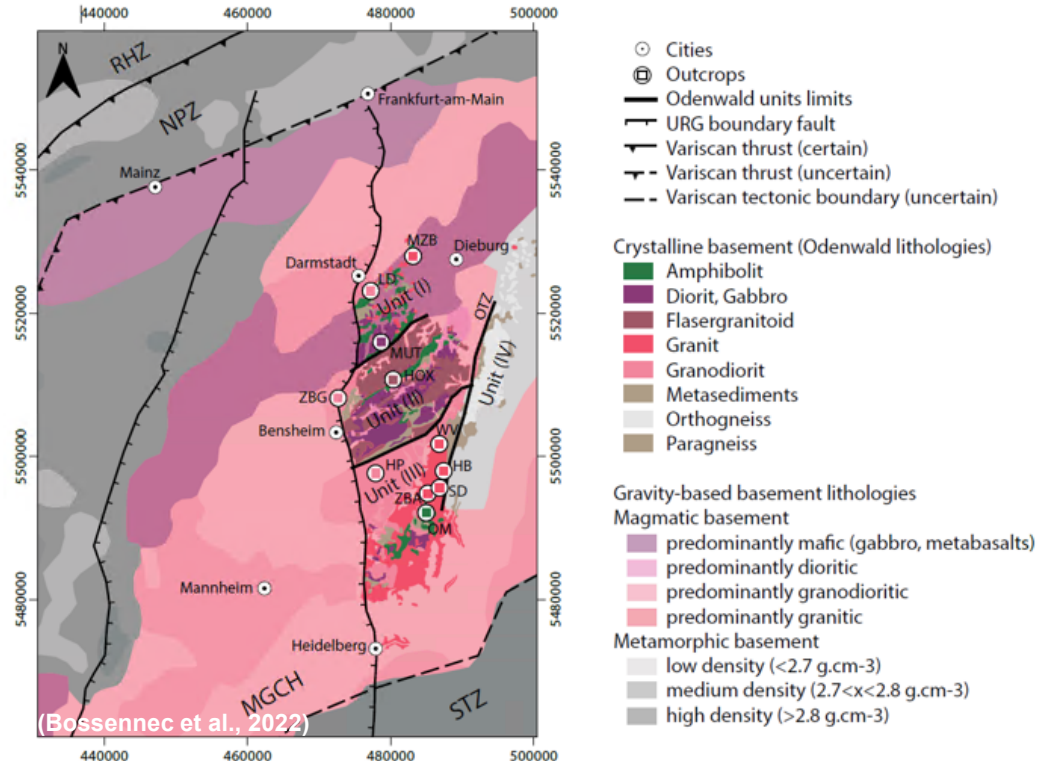 440000
460000
480000
500000
N
RHZ
NPZ
Frankfurt-am-Main
5540000
5540000
Mainz
MZB
Dieburg
Darmstadt
LD
Unit (I)
5520000
5520000
OTZ
MUT
Unit (IV)
HOX
ZBG
Unit (II)
Bensheim
WV
5500000
5500000
HP
HB
Unit (III)
ZBA
SD
OM
Mannheim
5480000
5480000
Heidelberg
MGCH
STZ
(Bossennec et al., 2022)
440000
460000
480000
500000
Cities
Outcrops
Odenwald units limits
URG boundary fault
Variscan thrust (certain)
Variscan thrust (uncertain)
Variscan tectonic boundary (uncertain)
Crystalline basement (Odenwald lithologies)
Amphibolit
Diorit, Gabbro
Flasergranitoid
Granit
Granodiorit
Metasediments
Orthogneiss
Paragneiss
Gravity-based basement lithologies
Magmatic basement
predominantly mafic (gabbro, metabasalts)
predominantly dioritic
predominantly granodioritic
predominantly granitic
Metamorphic basement
low density (<2.7 g.cm-3)
medium density (2.7<x<2.8 g.cm-3)
high density (>2.8 g.cm-3)